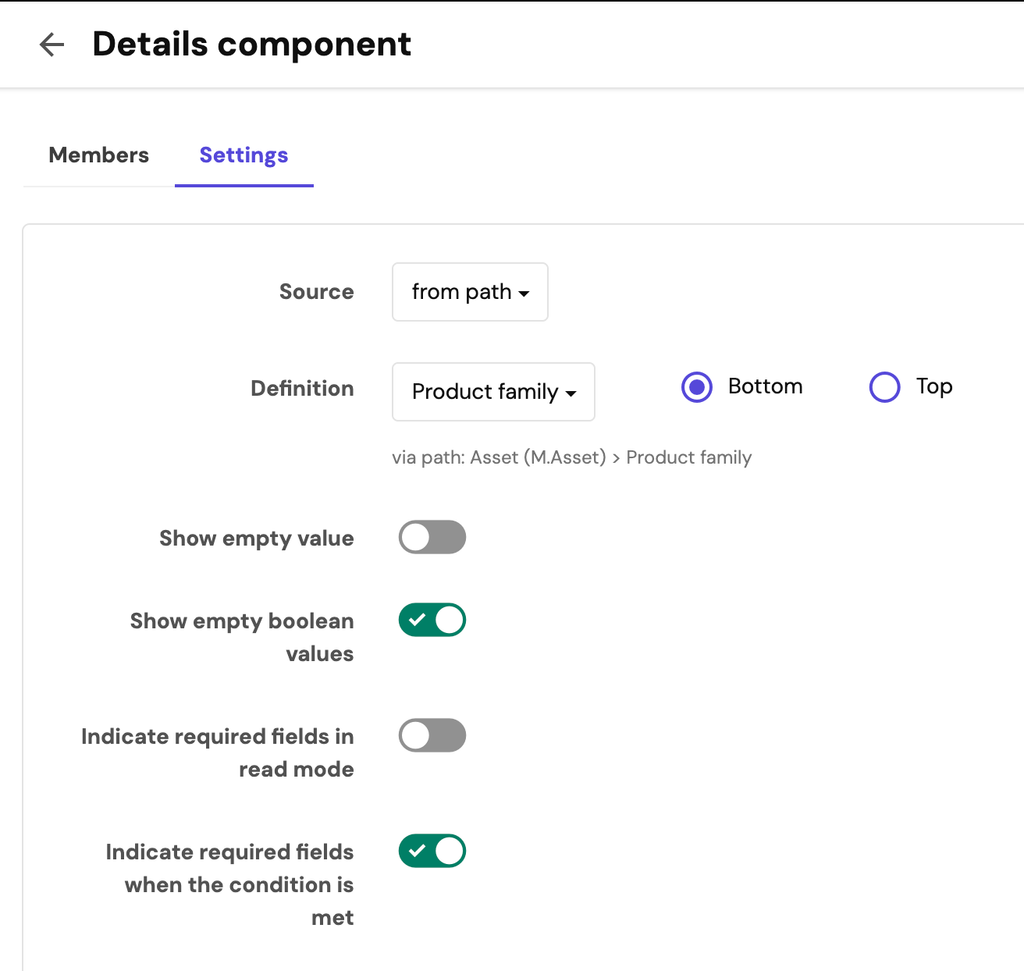 Details component
Members Settings
Source from path
Definition Product family Bottom Top
via path: Asset (M.Asset) > Product family
Show empty value
Show empty boolean
values
Indicate required fields in
read mode
Indicate required fields
when the condition is
met